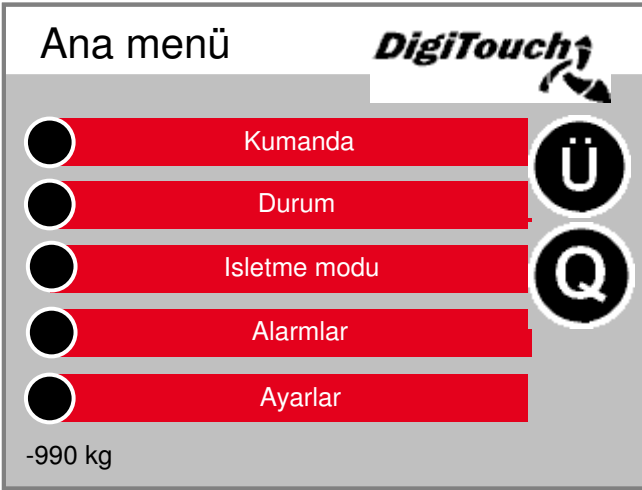 Ana menü
DigiTouch
Kumanda
Ü
Durum
Isletme modu
Q
Alarmlar
Ayarlar
-990 kg